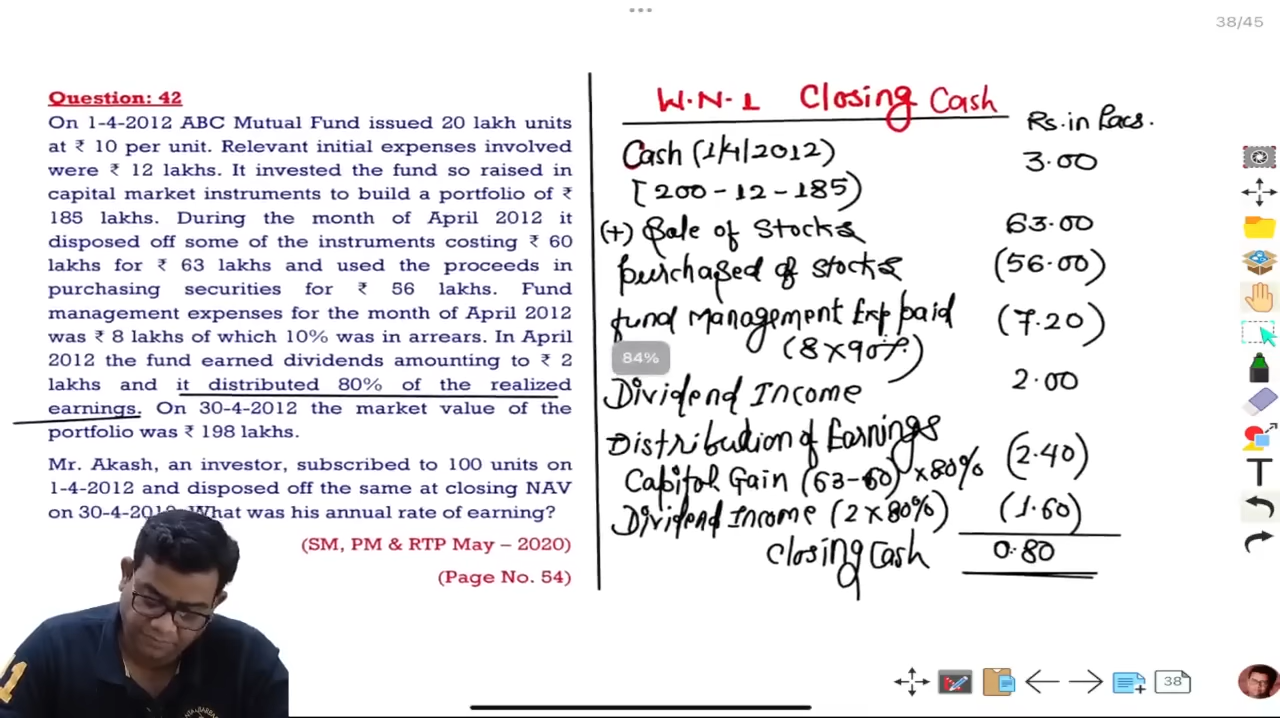 38/45
Question: 42
On 1-4-2012 ABC Mutual Fund issued 20 lakh units
at ₹ 10 per unit. Relevant initial expenses involved
were ₹ 12 lakhs. It invested the fund so raised in
capital market instruments to build a portfolio of ₹
185 lakhs. During the month of April 2012 it
disposed off some of the instruments costing ₹ 60
lakhs for ₹ 63 lakhs and used the proceeds in
purchasing securities for ₹ 56 lakhs. Fund
management expenses for the month of April 2012
was ₹ 8 lakhs of which 10% was in arrears. In April
2012 the fund earned dividends amounting to ₹ 2
lakhs and it distributed 80% of the realized
earnings. On 30-4-2012 the market value of the
portfolio was ₹ 198 lakhs.
Mr. Akash, an investor, subscribed to 100 units on
1-4-2012 and disposed off the same at closing NAV
on 30-4-201 What was his annual rate of earning?
(SM, PM & RTP May – 2020)
(Page No. 54)
W.N-1 Closing Cash
Rs. in Lacs.
Cash (1/4/2012) 3.00
[200-12-185)
(+) Sale of Stocks 63.00
purchased of stocks (56.00)
fund Management Exp paid (7.20)
(8×90%)
84%
Dividend Income 2.00
Distribution of Earnings
Capital Gain (63-60) × 80% (2.40)
Dividend Income (2×80%) (1.60)
Closing Cash 0.80
T
38
1